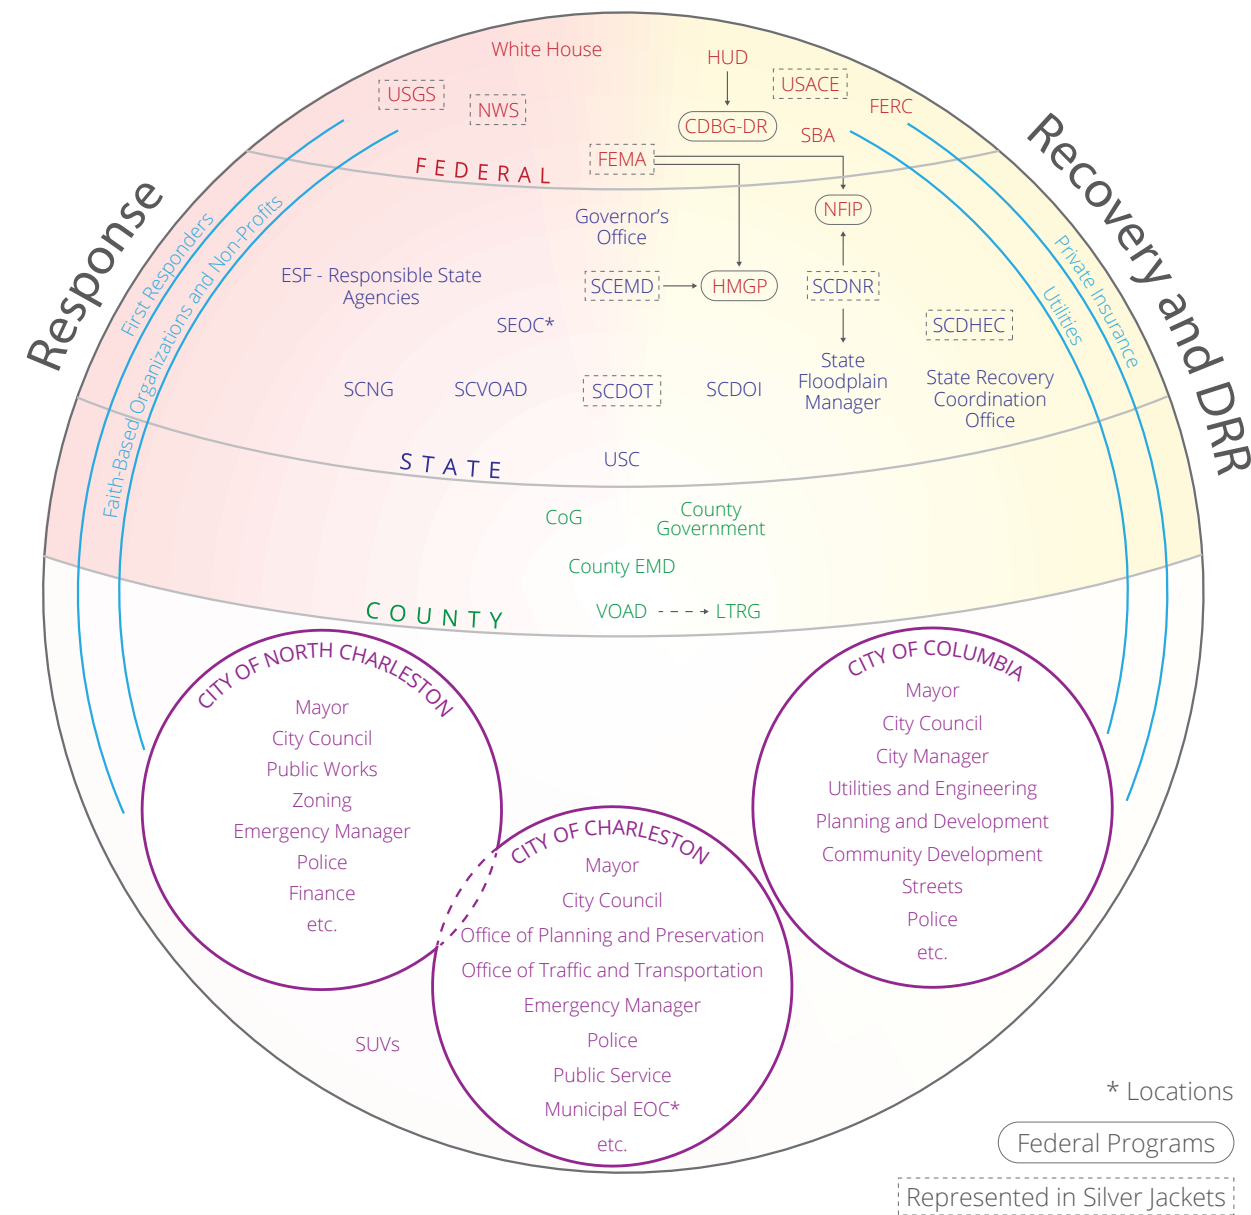 Response
Recovery and DRR
White House
HUD
USACE
USGS
NWS
FERC
CDBG-DR
SBA
FEMA
FEDERAL
First Responders
Faith-Based Organizations and Non-Profits
Private Insurance
Utilities
Governor's
Office
NFIP
ESF - Responsible State
Agencies
SCEMD
HMGP
SCDNR
SEOC*
SCDHEC
SCNG
SCVOAD
SCDOT
SCDOI
State
Floodplain
Manager
State Recovery
Coordination
Office
STATE
USC
CoG
County
Government
County EMD
COUNTY
VOAD
LTRG
CITY OF NORTH CHARLESTON
Mayor
City Council
Public Works
Zoning
Emergency Manager
Police
Finance
etc.
CITY OF CHARLESTON
Mayor
City Council
Office of Planning and Preservation
Office of Traffic and Transportation
Emergency Manager
Police
Public Service
Municipal EOC*
etc.
CITY OF COLUMBIA
Mayor
City Council
City Manager
Utilities and Engineering
Planning and Development
Community Development
Streets
Police
etc.
SUVs
* Locations
Federal Programs
Represented in Silver Jackets